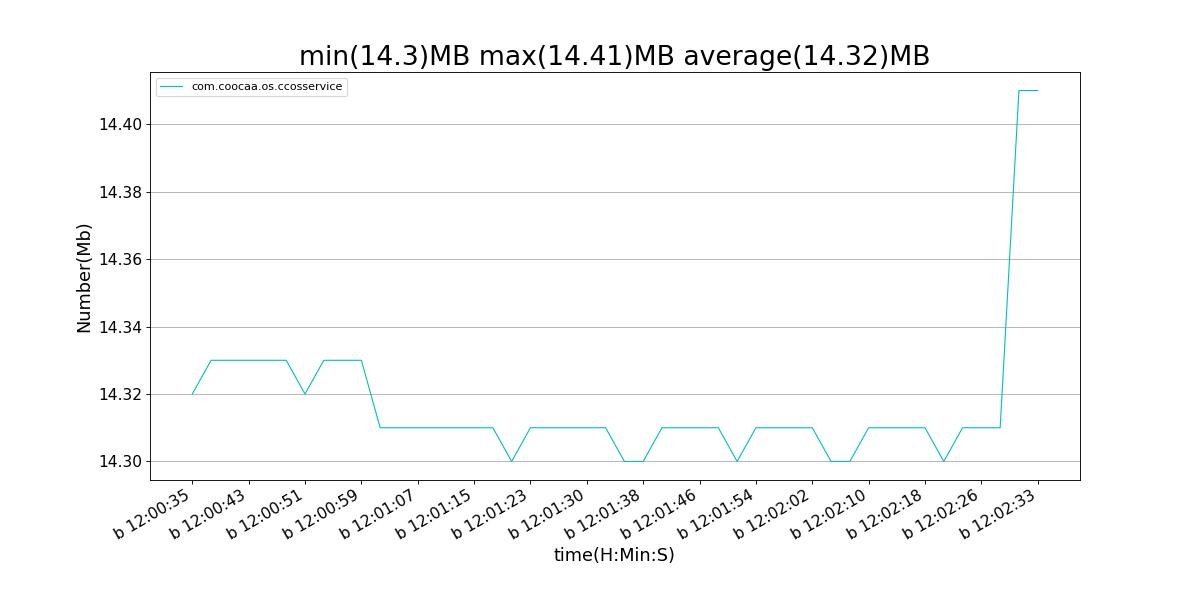 min(14.3)MB max(14.41)MB average(14.32)MB
com.coocaa.os.ccosservice
14.40
14.38
14.36
14.34
14.32
14.30
Number(Mb)
b 12:00:35
b 12:00:43
b 12:00:51
b 12:00:59
b 12:01:07
b 12:01:15
b 12:01:23
b 12:01:30
b 12:01:38
b 12:01:46
b 12:01:54
b 12:02:02
b 12:02:10
b 12:02:18
b 12:02:26
b 12:02:33
time(H:Min:S)